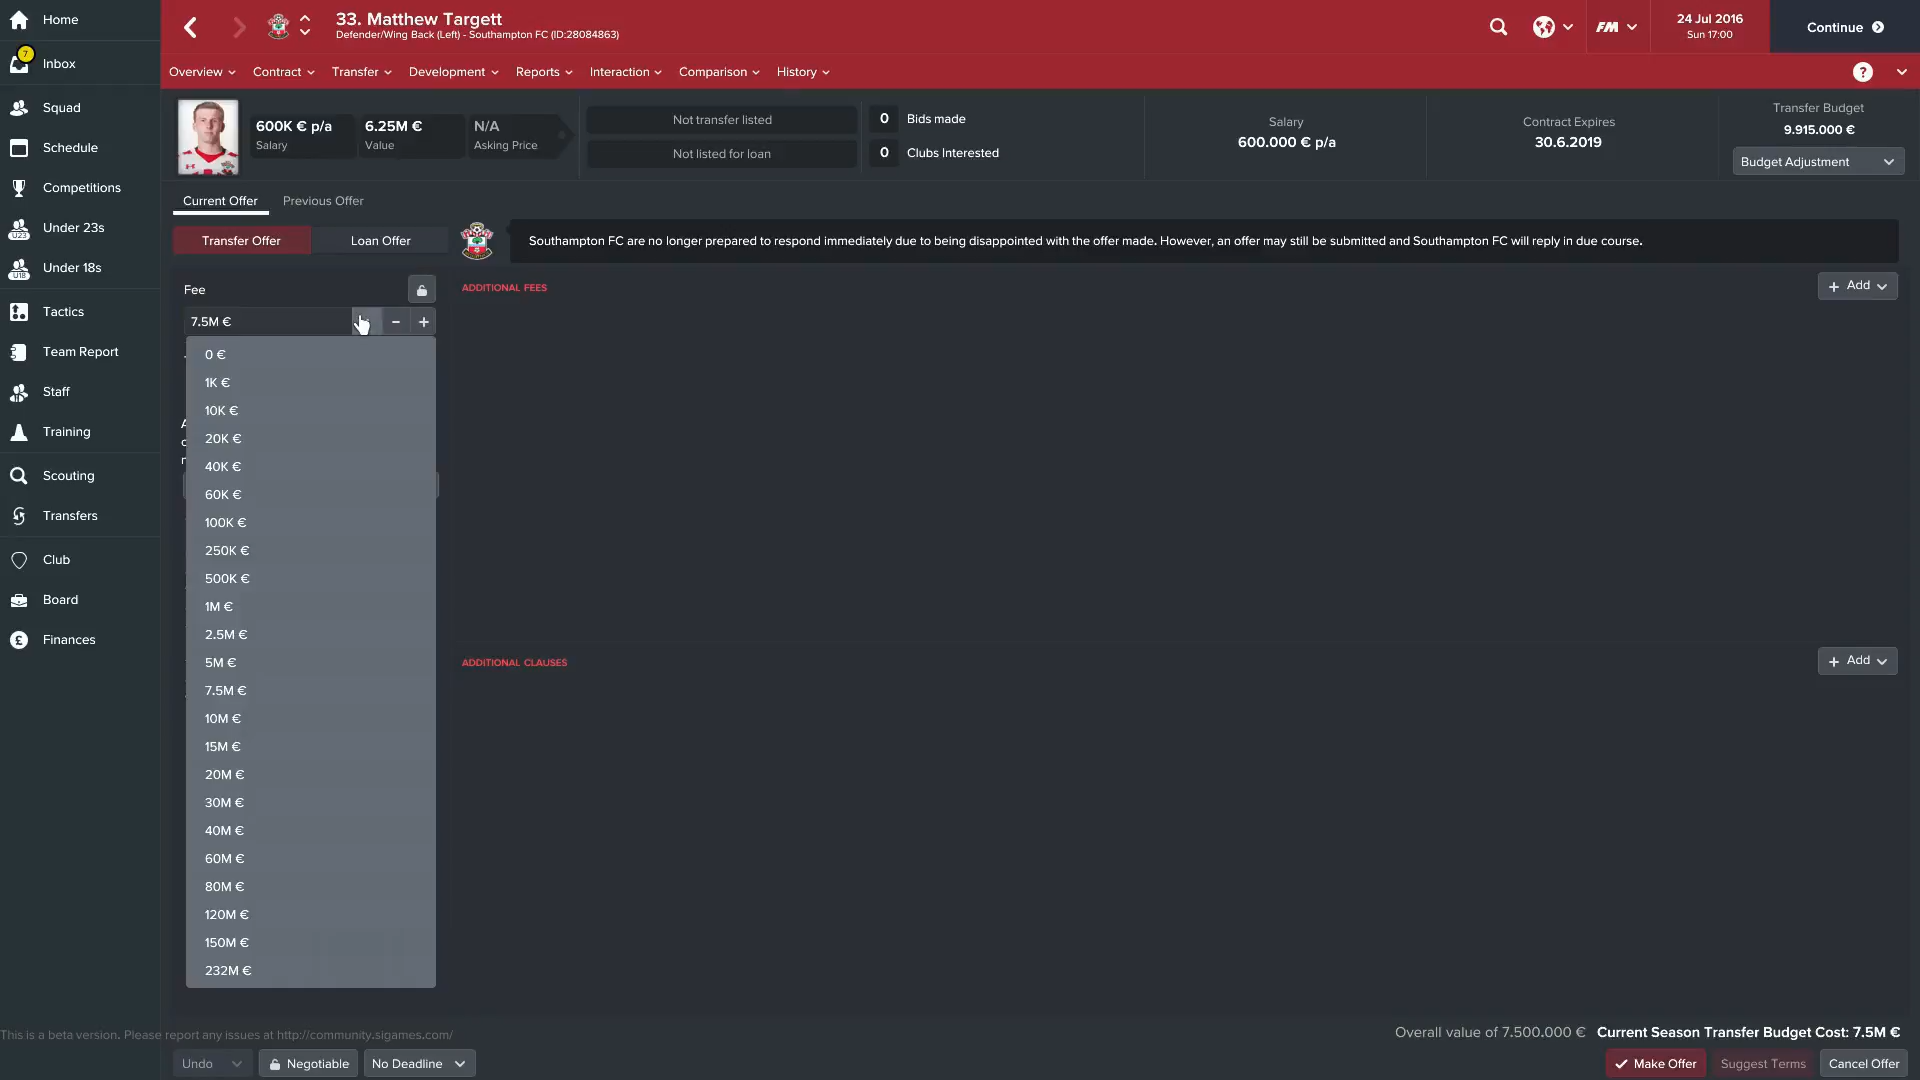 Home
7
Inbox
Squad
Schedule
Competitions
U23
Under 23s
U18
Under 18s
Tactics
Team Report
Staff
Training
Scouting
Transfers
Club
Board
Finances
33. Matthew Targett
Defender/Wing Back (Left) - Southampton FC (ID:28084863)
FM
24 Jul 2016
Sun 17:00
Continue
Overview
Contract
Transfer
Development
Reports
Interaction
Comparison
History
?
600K € p/a
Salary
6.25M €
Value
N/A
Asking Price
Not transfer listed
Not listed for loan
0 Bids made
0 Clubs Interested
Salary
600.000 € p/a
Contract Expires
30.6.2019
Transfer Budget
9.915.000 €
Budget Adjustment
Current Offer
Previous Offer
Transfer Offer
Loan Offer
Southampton FC are no longer prepared to respond immediately due to being disappointed with the offer made. However, an offer may still be submitted and Southampton FC will reply in due course.
Fee
7.5M €
- +
0 €
1K €
10K €
20K €
40K €
60K €
100K €
250K €
500K €
1M €
2.5M €
5M €
7.5M €
10M €
15M €
20M €
30M €
40M €
60M €
80M €
120M €
150M €
232M €
ADDITIONAL FEES
+ Add
ADDITIONAL CLAUSES
+ Add
This is a beta version. Please report any issues at http://community.sigames.com/
Overall value of 7.500.000 € Current Season Transfer Budget Cost: 7.5M €
Undo
Negotiable
No Deadline
Make Offer
Suggest Terms
Cancel Offer